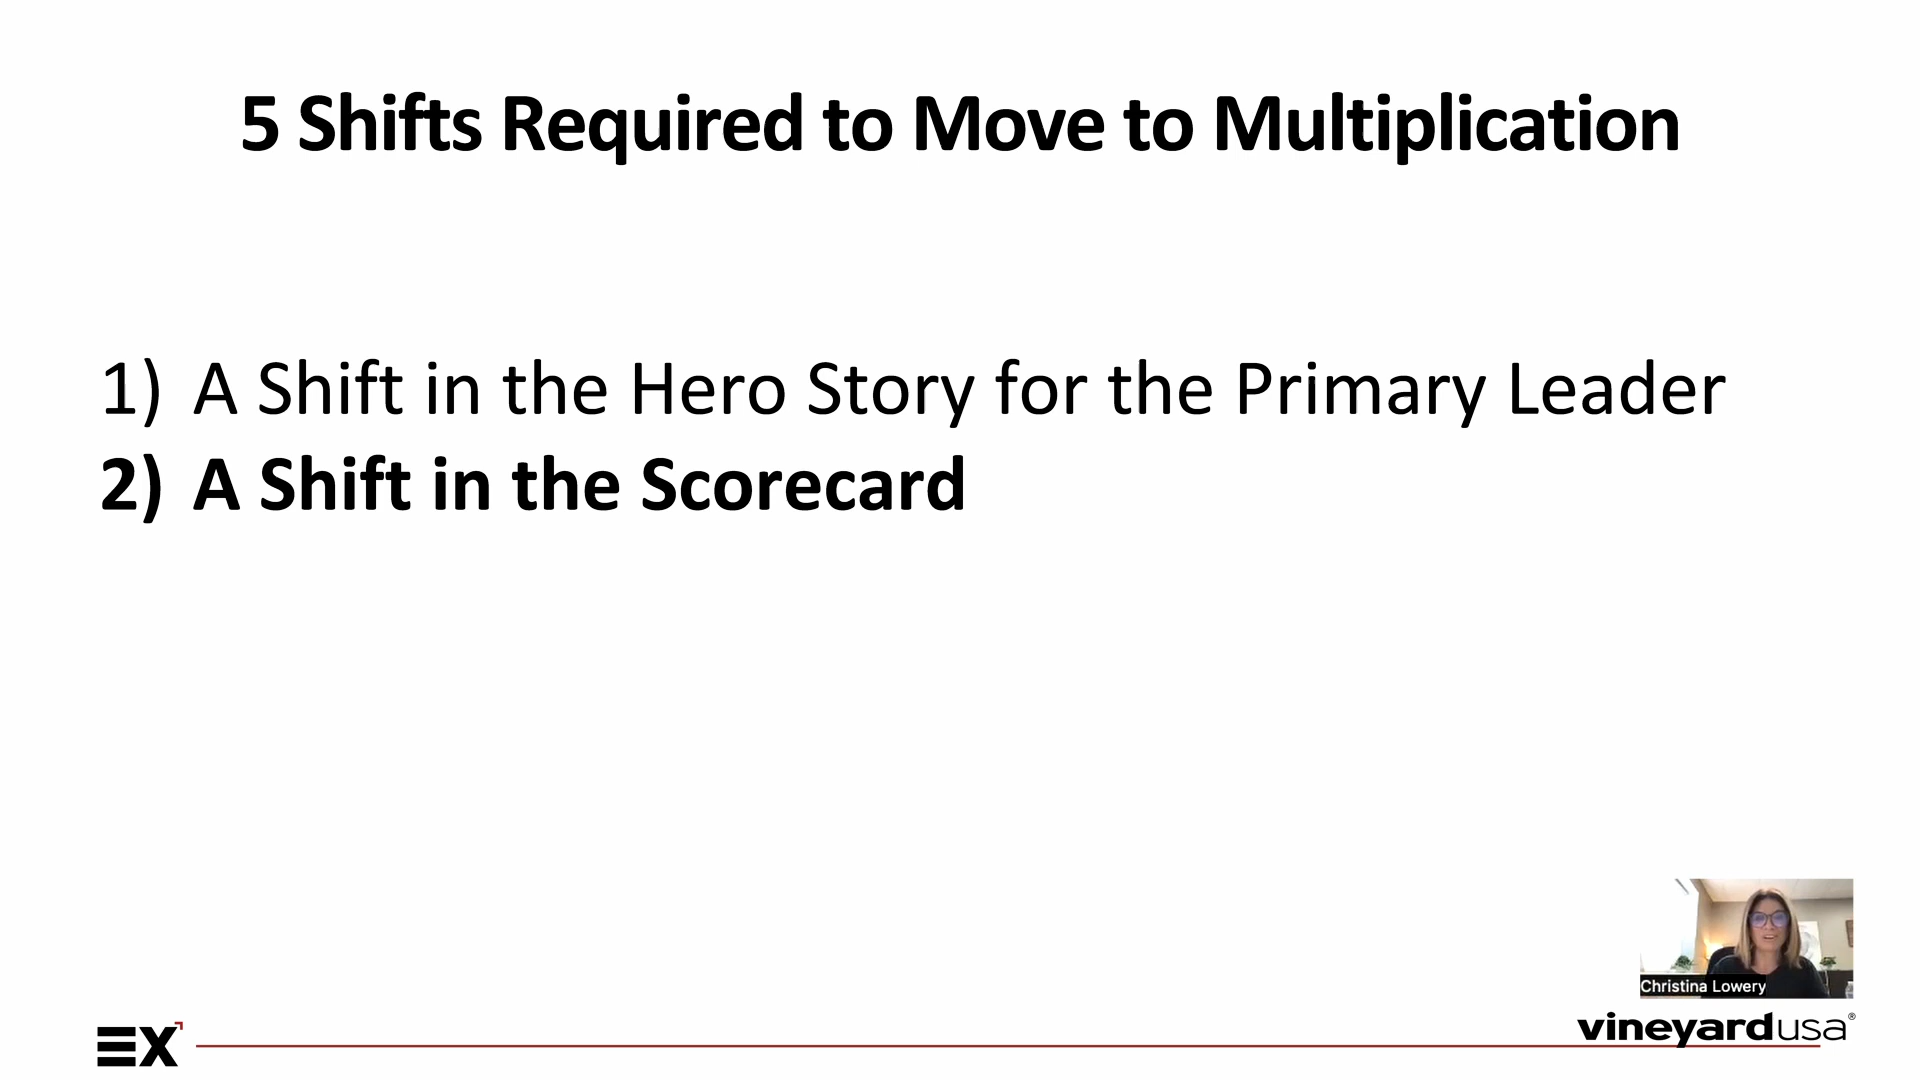 5 Shifts Required to Move to Multiplication
1) A Shift in the Hero Story for the Primary Leader
2) A Shift in the Scorecard
Christina Lowery
vineyardusa®
EX